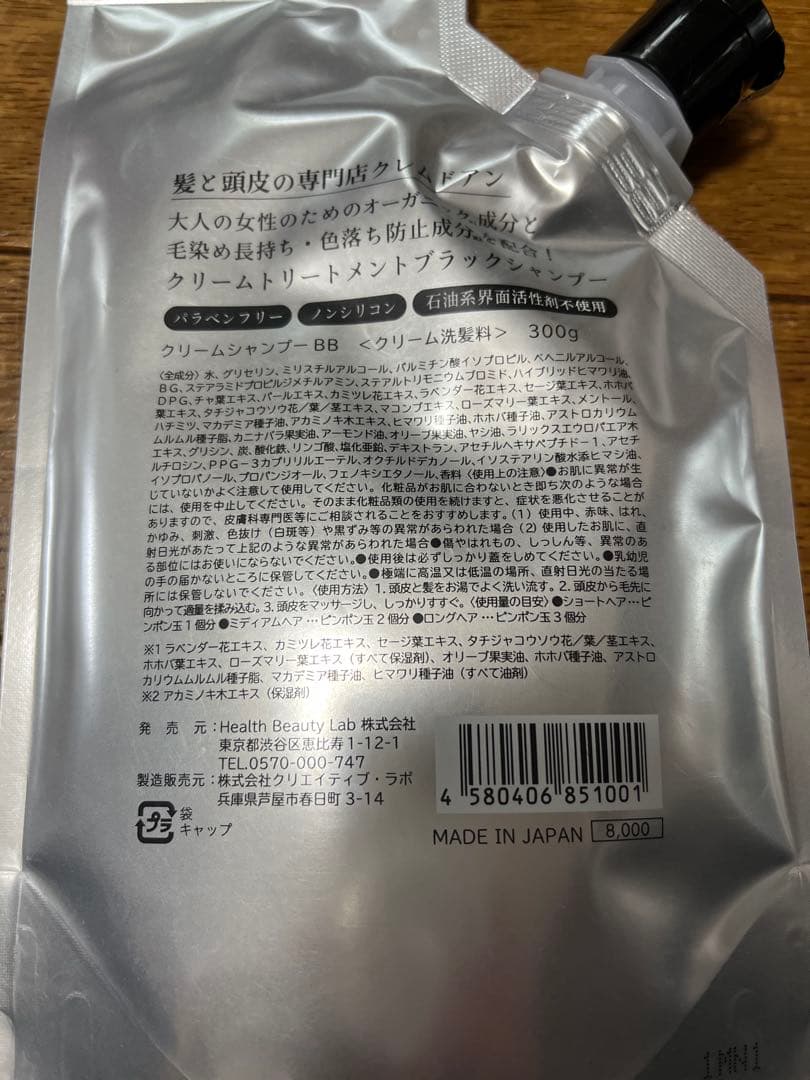 髪と頭皮の専門店クレムドアン
大人の女性のためのオーガニック※1成分と
毛染め長持ち・色落ち防止成分※2を配合!
クリームトリートメントブラックシャンプー
パラベンフリー ノンシリコン 石油系界面活性剤不使用
クリームシャンプーBB <クリーム洗髪料> 300g
〈全成分〉水、グリセリン、ミリスチルアルコール、パルミチン酸イソプロピル、ベヘニルアルコール、
BG、ステアラミドプロピルジメチルアミン、ステアルトリモニウムブロミド、ハイブリッドヒマワリ油、
DPG、チャ葉エキス、パールエキス、カミツレ花エキス、ラベンダー花エキス、セージ葉エキス、ホホバ
葉エキス、タチジャコウソウ花/葉/茎エキス、マコンブエキス、ローズマリー葉エキス、メントール、
ハチミツ、マカデミア種子油、アカミノキ木エキス、ヒマワリ種子油、ホホバ種子油、アストロカリウム
ムルムル種子脂、カニナバラ果実油、アーモンド油、オリーブ果実油、ヤシ油、ラリックスエウロパエア木
エキス、グリシン、炭、酸化鉄、リンゴ酸、塩化亜鉛、デキストラン、アセチルヘキサペプチド-1、アセチ
ルチロシン、PPG-3カプリリルエーテル、オクチルドデカノール、イソステアリン酸水添ヒマシ油、
イソプロパノール、プロパンジオール、フェノキシエタノール、香料〈使用上の注意〉●お肌に異常が生
じていないかよく注意して使用してください。化粧品がお肌に合わないとき即ち次のような場合
には、使用を中止してください。そのまま化粧品類の使用を続けますと、症状を悪化させることが
ありますので、皮膚科専門医等にご相談されることをおすすめします。(1)使用中、赤味、はれ、
かゆみ、刺激、色抜け(白斑等)や黒ずみ等の異常があらわれた場合(2)使用したお肌に、直
射日光があたって上記のような異常があらわれた場合●傷やはれもの、しっしん等、異常のあ
る部位にはお使いにならないでください。●使用後は必ずしっかり蓋をしめてください。●乳幼児
の手の届かないところに保管してください。●極端に高温又は低温の場所、直射日光の当たる場
所には保管しないでください。〈使用方法〉1.頭皮と髪をお湯でよく洗い流す。2.頭皮から毛先に
向かって適量を揉み込む。3.頭皮をマッサージし、しっかりすすぐ。〈使用量の目安〉●ショートヘア…ピ
ンポン玉1個分●ミディアムヘア…ピンポン玉2個分●ロングヘア…ピンポン玉3個分
※1 ラベンダー花エキス、カミツレ花エキス、セージ葉エキス、タチジャコウソウ花/葉/茎エキス、
ホホバ葉エキス、ローズマリー葉エキス(すべて保湿剤)、オリーブ果実油、ホホバ種子油、アストロ
カリウムムルムル種子脂、マカデミア種子油、ヒマワリ種子油(すべて油剤)
※2 アカミノキ木エキス(保湿剤)
発売元:Health Beauty Lab 株式会社
東京都渋谷区恵比寿1-12-1
TEL.0570-000-747
製造販売元:株式会社クリエイティブ・ラボ
兵庫県芦屋市春日町3-14
プラ
袋
キャップ
4 580406 851001
MADE IN JAPAN 8,000